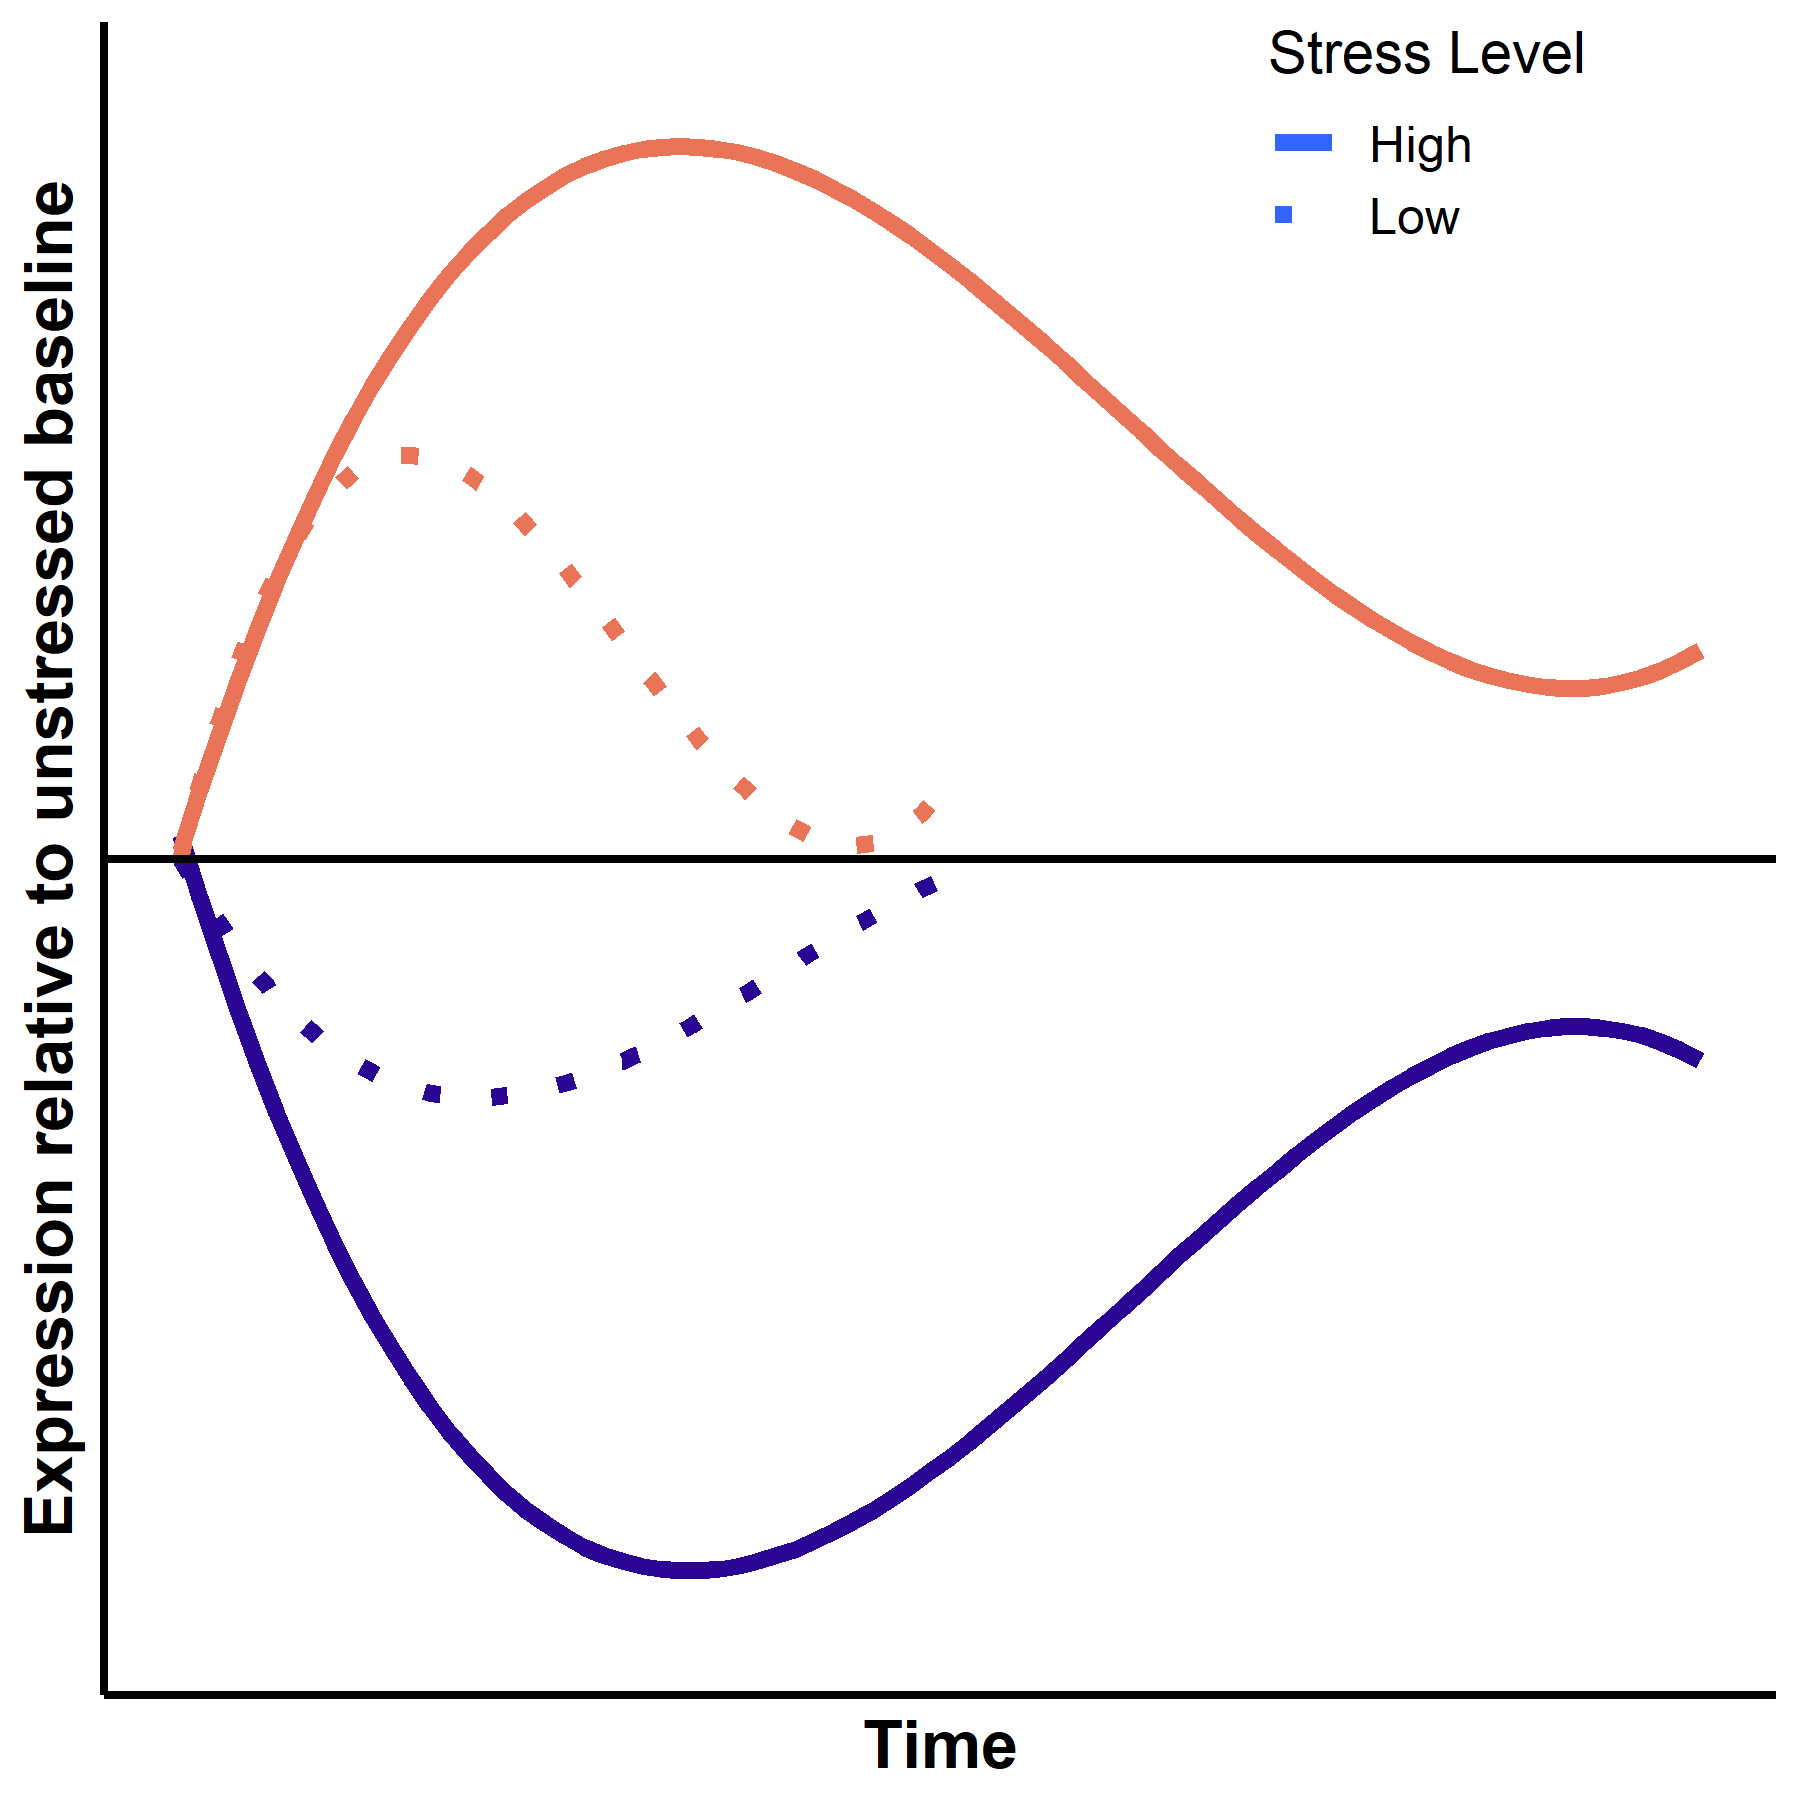 Stress Level
High
Low
Expression relative to unstressed baseline
Time